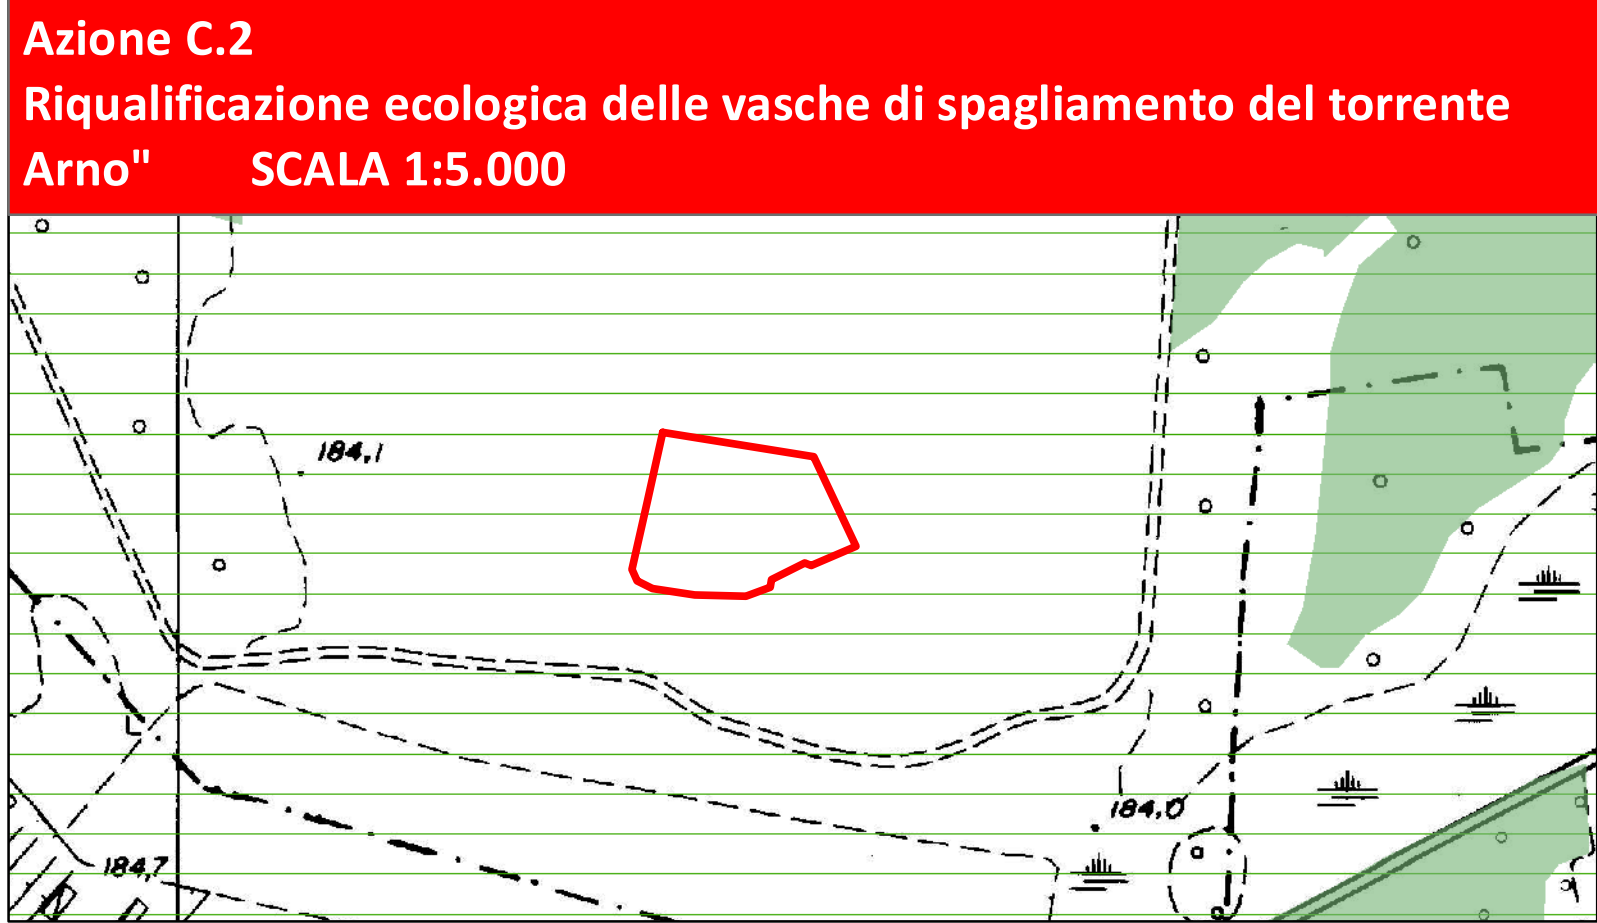 Azione C.2
Riqualificazione ecologica delle vasche di spagliamento del torrente
Arno" SCALA 1:5.000
184,1
184,0
184,7